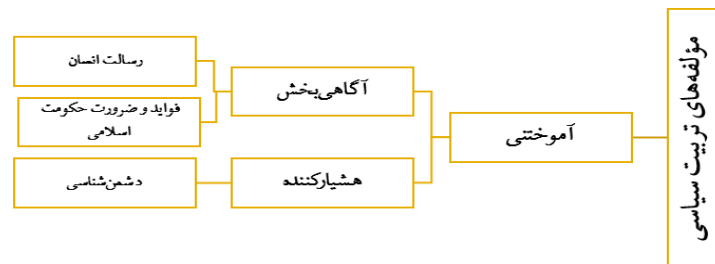 مؤلفه‌های تربیت سیاسی
آموختنی
آگاهی‌بخش
رسالت انسان
فواید و ضرورت حکومت
اسلامی
هشیارکننده
دشمن‌شناسی